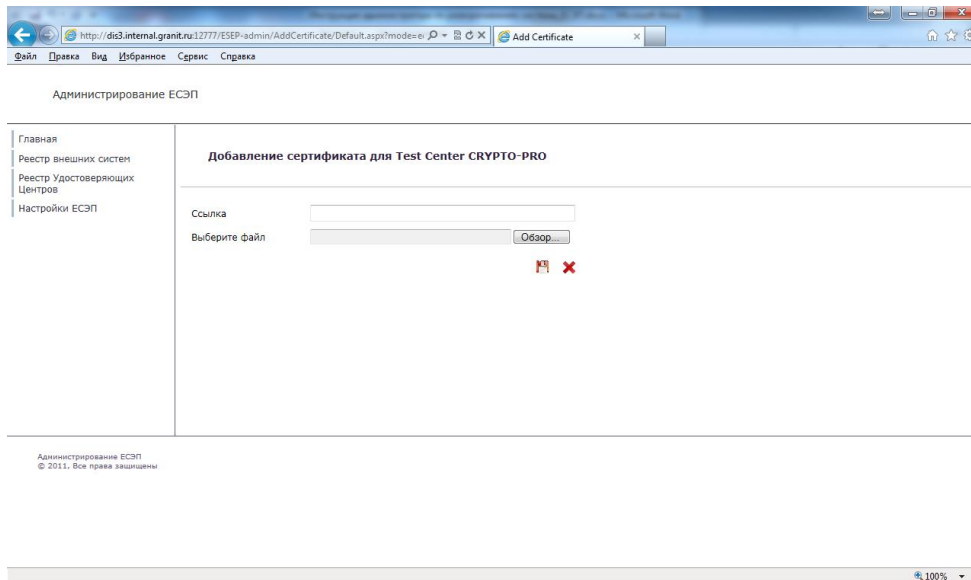 http://dis3.internal.granit.ru:12777/ESEP-admin/AddCertificate/Default.aspx?mode=e
Add Certificate
Файл Правка Вид Избранное Сервис Справка
Администрирование ЕСЭП
Главная
Реестр внешних систем
Реестр Удостоверяющих
Центров
Настройки ЕСЭП
Добавление сертификата для Test Center CRYPTO-PRO
Ссылка
Выберите файл
Обзор...
Администрирование ЕСЭП
© 2011. Все права защищены
100%